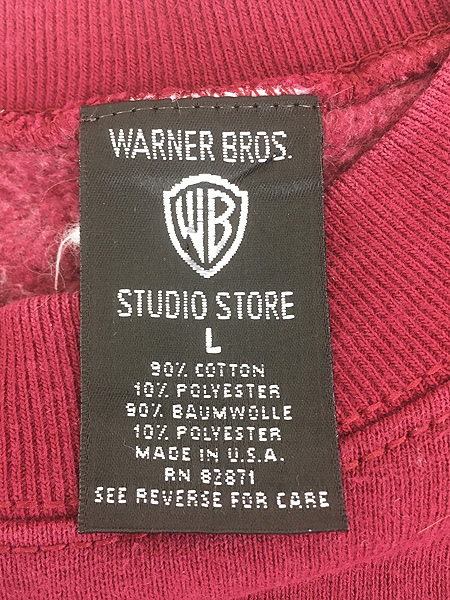 WARNER BROS.
WB
STUDIO STORE
L
90% COTTON
10% POLYESTER
90% BAUMWOLLE
10% POLYESTER
MADE IN U.S.A.
RN 82871
SEE REVERSE FOR CARE